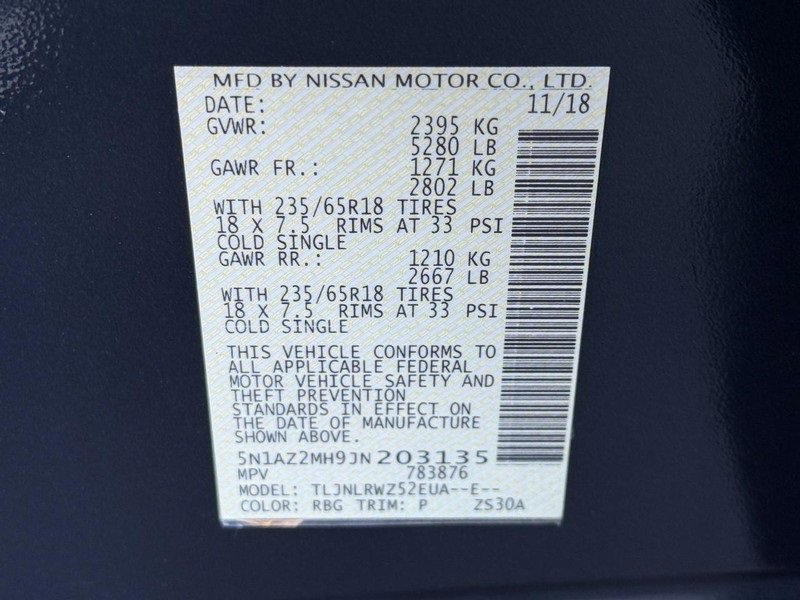 MFD BY NISSAN MOTOR CO., LTD.
DATE: 11/18
GVWR: 2395 KG
5280 LB
GAWR FR.: 1271 KG
2802 LB
WITH 235/65R18 TIRES
18 X 7.5 RIMS AT 33 PSI
COLD SINGLE
GAWR RR.: 1210 KG
2667 LB
WITH 235/65R18 TIRES
18 X 7.5 RIMS AT 33 PSI
COLD SINGLE
THIS VEHICLE CONFORMS TO
ALL APPLICABLE FEDERAL
MOTOR VEHICLE SAFETY AND
THEFT PREVENTION
STANDARDS IN EFFECT ON
THE DATE OF MANUFACTURE
SHOWN ABOVE.
5N1AZ2MH9JN203135
MPV 783876
MODEL: TLJNLRWZ52EUA--E--
COLOR: RBG TRIM: P ZS30A